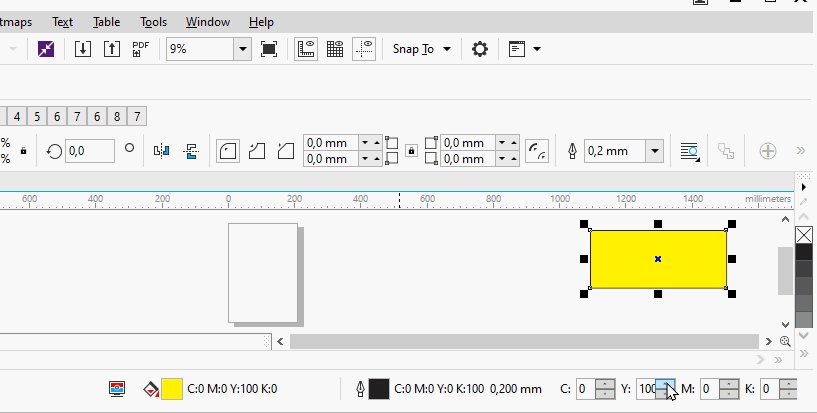 tmaps Text Table Tools Window Help
PDF 9% Snap To
4 5 6 7 6 8 7
% 0,0 0,0 mm 0,0 mm 0,2 mm
% 0,0 mm 0,0 mm
600 400 200 0 200 400 600 800 1000 1200 1400 millimeters
C:0 M:0 Y:100 K:0 C:0 M:0 Y:0 K:100 0,200 mm C: 0 Y: 100 M: 0 K: 0